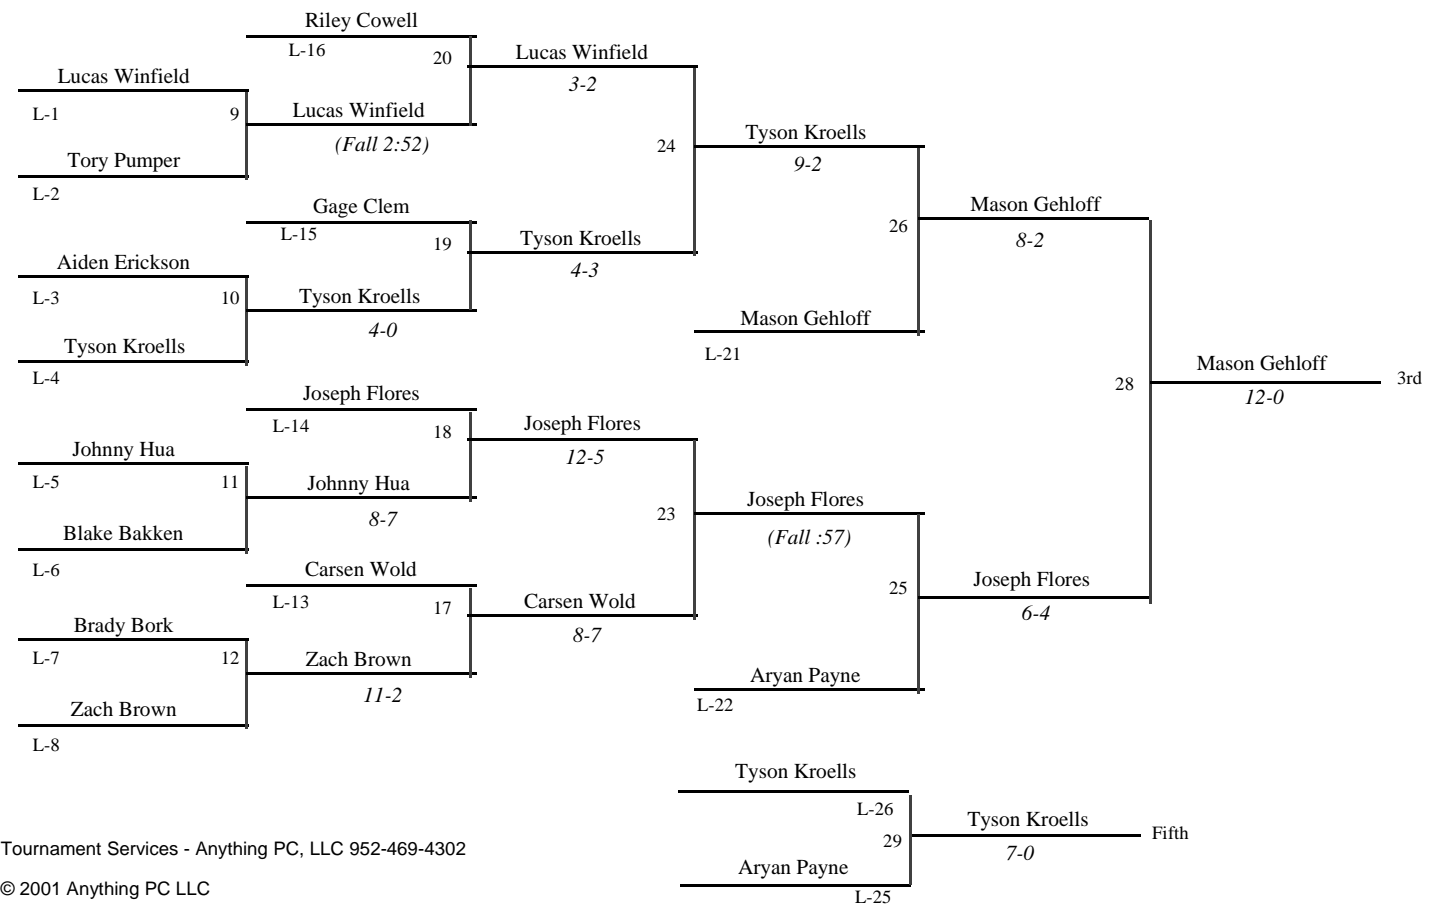 Riley Cowell
L-16
20
Lucas Winfield
3-2
Lucas Winfield
L-1
9
Lucas Winfield
(Fall 2:52)
Tory Pumper
L-2
24
Tyson Kroells
9-2
Gage Clem
L-15
19
Tyson Kroells
4-3
26
Mason Gehloff
8-2
Aiden Erickson
L-3
10
Tyson Kroells
4-0
Tyson Kroells
L-4
Mason Gehloff
L-21
28
Mason Gehloff
12-0
3rd
Joseph Flores
L-14
18
Joseph Flores
12-5
Johnny Hua
L-5
11
Johnny Hua
8-7
Blake Bakken
L-6
23
Joseph Flores
(Fall :57)
Carsen Wold
L-13
17
Carsen Wold
8-7
25
Joseph Flores
6-4
Brady Bork
L-7
12
Zach Brown
11-2
Zach Brown
L-8
Aryan Payne
L-22
Tyson Kroells
L-26
29
Tyson Kroells
7-0
Fifth
Aryan Payne
L-25
Tournament Services - Anything PC, LLC 952-469-4302
© 2001 Anything PC LLC